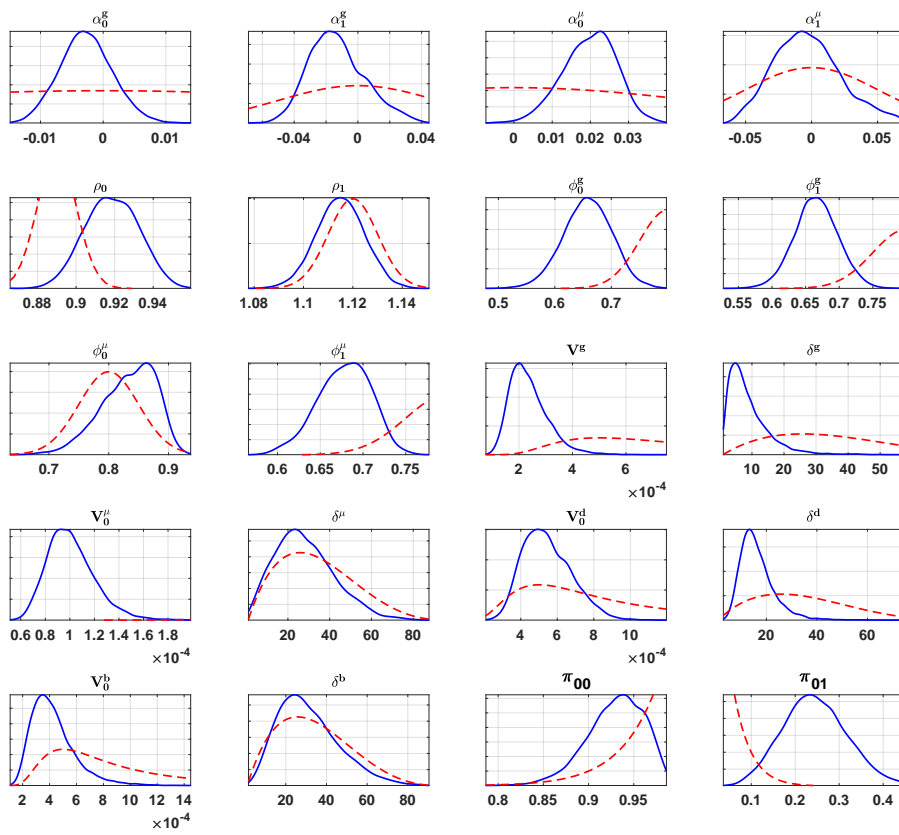 α₀ᵍ α₁ᵍ α₀^μ α₁^μ
-0.01 0 0.01 -0.04 0 0.04 0 0.01 0.02 0.03 -0.05 0 0.05
ρ₀ ρ₁ ϕ₀ᵍ ϕ₁ᵍ
0.88 0.9 0.92 0.94 1.08 1.1 1.12 1.14 0.5 0.6 0.7 0.55 0.6 0.65 0.7 0.75
ϕ₀^μ ϕ₁^μ Vᵍ δᵍ
0.7 0.8 0.9 0.6 0.65 0.7 0.75 2 4 6 10 20 30 40 50
×10⁻⁴
V₀^μ δ^μ V₀ᵈ δᵈ
0.6 0.8 1 1.2 1.4 1.6 1.8 20 40 60 80 4 6 8 10 20 40 60
×10⁻⁴ ×10⁻⁴
V₀ᵇ δᵇ π₀₀ π₀₁
2 4 6 8 10 12 14 20 40 60 80 0.8 0.85 0.9 0.95 0.1 0.2 0.3 0.4
×10⁻⁴